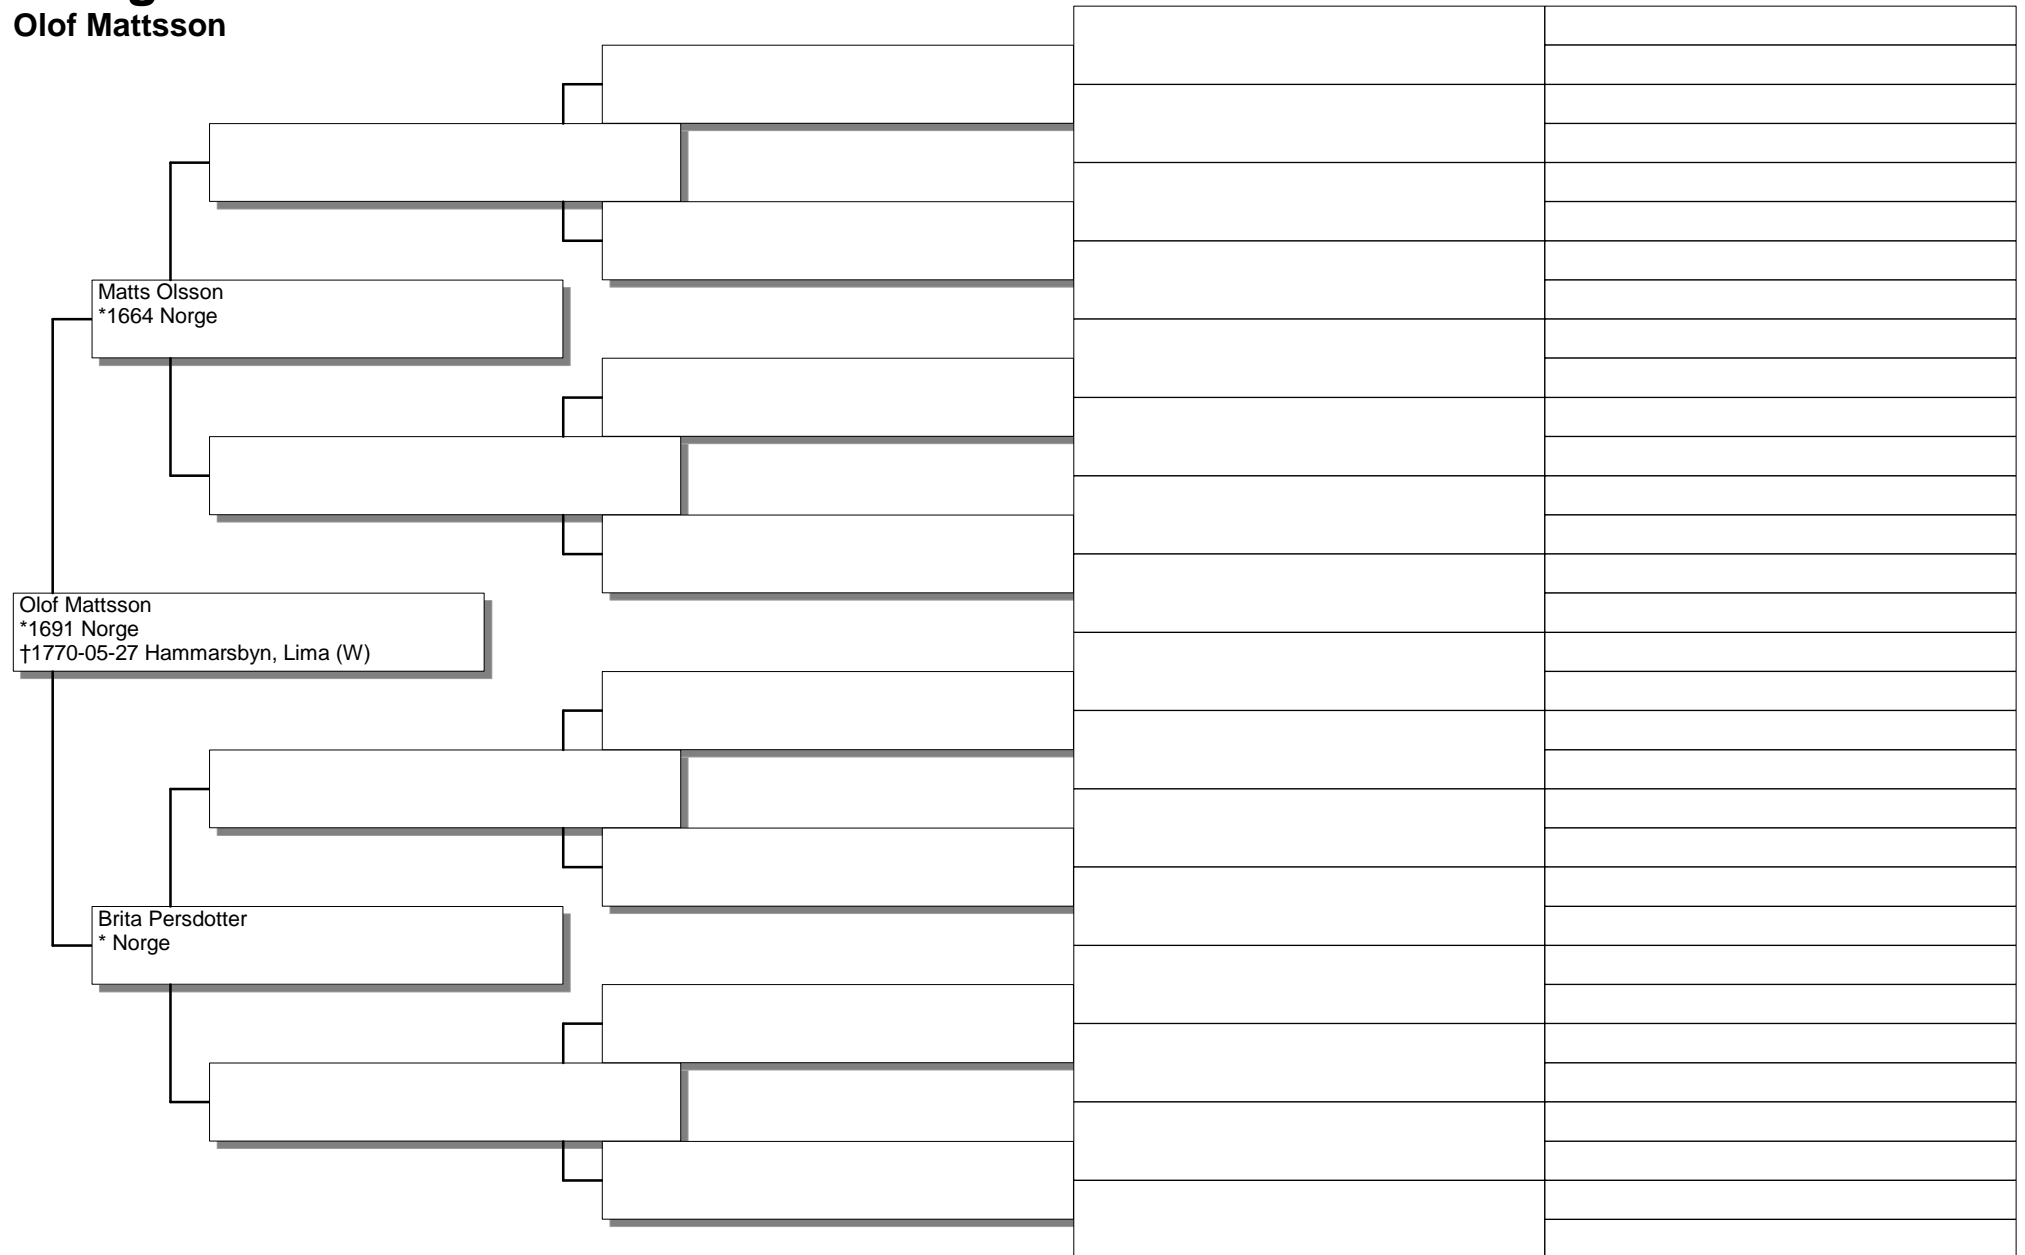 Olof Mattsson
Matts Olsson
*1664 Norge
Olof Mattsson
*1691 Norge
†1770-05-27 Hammarsbyn, Lima (W)
Brita Persdotter
* Norge